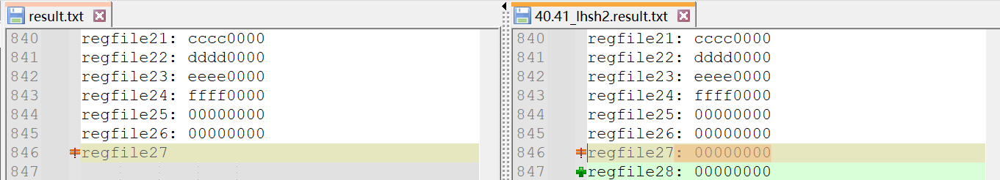 result.txt
840 regfile21: cccc0000
841 regfile22: dddd0000
842 regfile23: eeee0000
843 regfile24: ffff0000
844 regfile25: 00000000
845 regfile26: 00000000
846 regfile27
847
40.41_lhsh2.result.txt
840 regfile21: cccc0000
841 regfile22: dddd0000
842 regfile23: eeee0000
843 regfile24: ffff0000
844 regfile25: 00000000
845 regfile26: 00000000
846 regfile27: 00000000
847 regfile28: 00000000